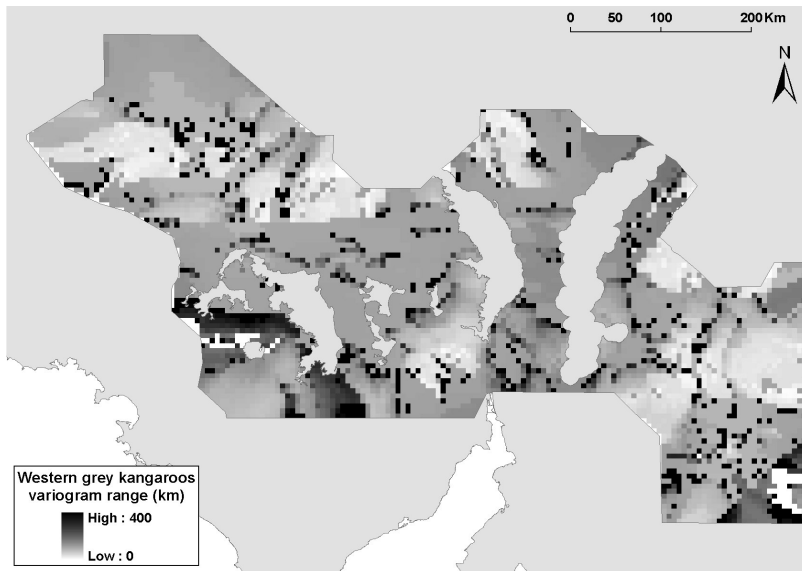 0 50 100 200 Km
N
Western grey kangaroos
variogram range (km)
High : 400
Low : 0